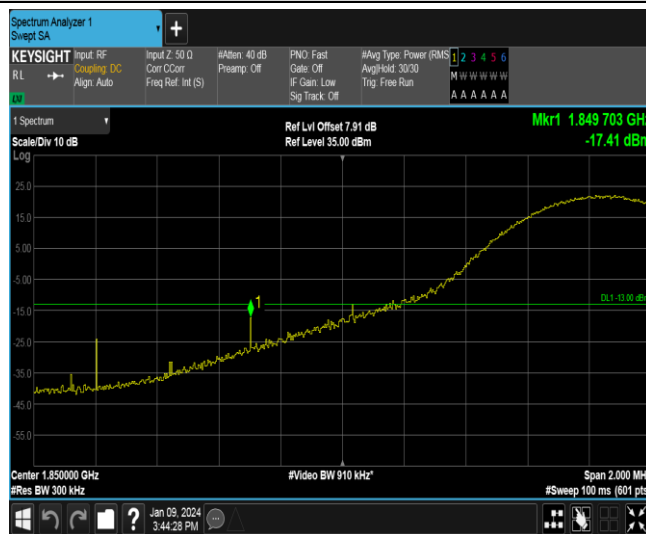 Spectrum Analyzer 1
Swept SA
+
KEYSIGHT Input: RF Input Z: 50 Ω #Atten: 40 dB PNO: Fast #Avg Type: Power (RMS 1 2 3 4 5 6
RL Coupling: DC Corr CCorr Preamp: Off Gate: Off Avg|Hold: 30/30 M W W W W W
Align: Auto Freq Ref: Int (S) IF Gain: Low Trig: Free Run
Sig Track: Off A A A A A A
1 Spectrum
Scale/Div 10 dB
Ref Lvl Offset 7.91 dB
Ref Level 35.00 dBm
Mkr1 1.849 703 GH
-17.41 dBm
Log
25.0
15.0
5.00
-5.00
DL1 -13.00 dB
1
-15.0
-25.0
-35.0
-45.0
-55.0
Center 1.850000 GHz #Video BW 910 kHz* Span 2.000 MH
#Res BW 300 kHz #Sweep 100 ms (601 pts
? Jan 09, 2024
3:44:28 PM